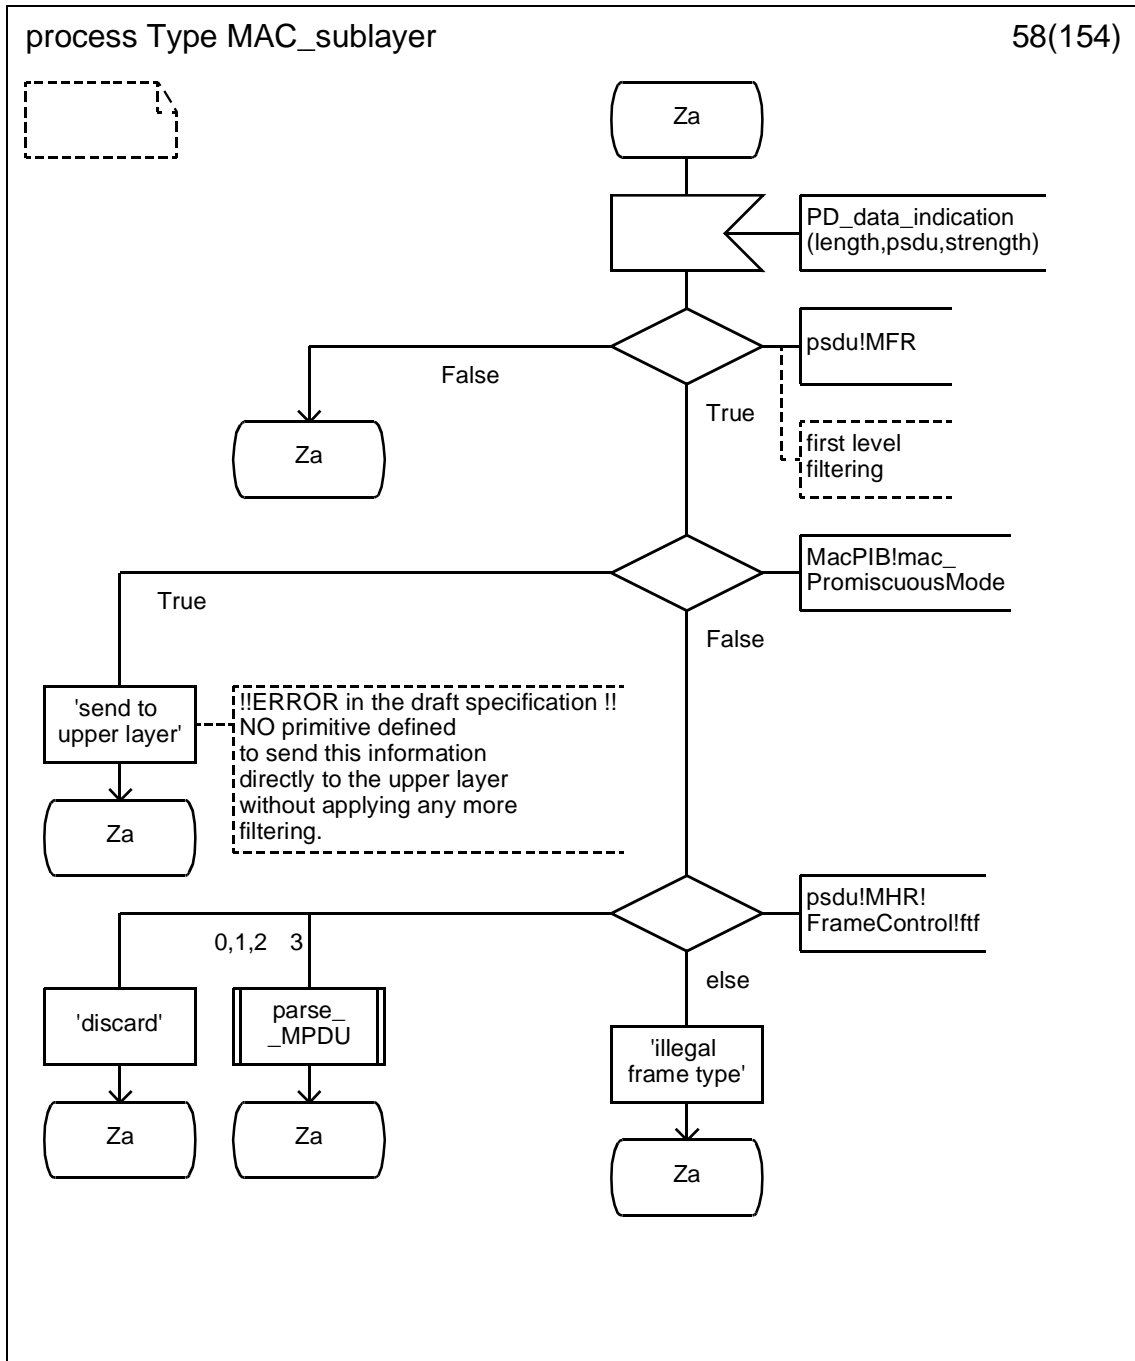 process Type MAC_sublayer
58(154)
Za
PD_data_indication
(length,psdu,strength)
psdu!MFR
False
True
Za
first level
filtering
MacPIB!mac_
PromiscuousMode
True
False
'send to
upper layer'
!!ERROR in the draft specification !!
NO primitive defined
to send this information
directly to the upper layer
without applying any more
filtering.
Za
psdu!MHR!
FrameControl!ftf
0,1,2
3
else
'discard'
parse_
_MPDU
'illegal
frame type'
Za
Za
Za